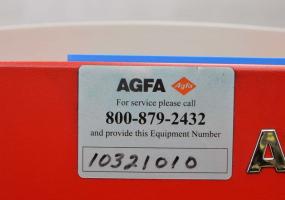 AGFA Agfa
For service please call
800-879-2432
and provide this Equipment Number
10321010
A